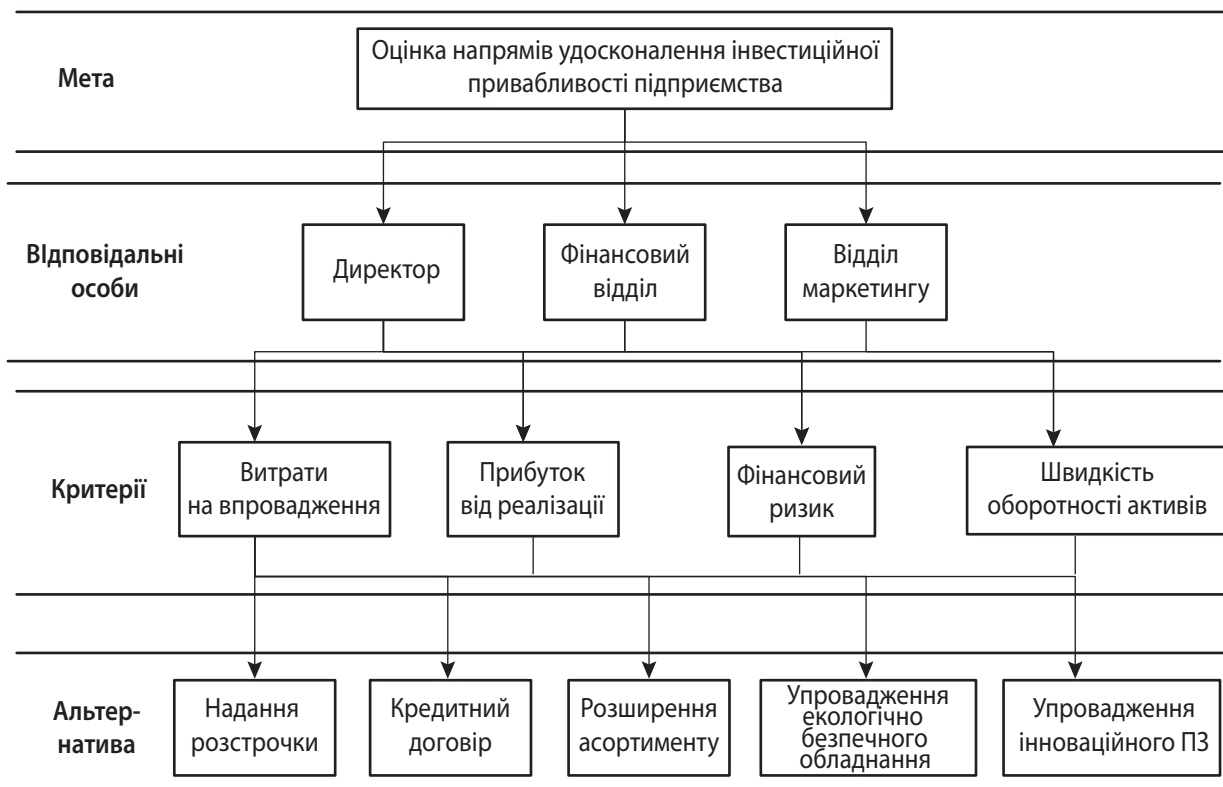 Мета
Оцінка напрямів удосконалення інвестиційної
привабливості підприємства
ВІдповідальні
особи
Директор
Фінансовий
відділ
Відділ
маркетингу
Критерії
Витрати
на впровадження
Прибуток
від реалізації
Фінансовий
ризик
Швидкість
оборотності активів
Альтер-
натива
Надання
розстрочки
Кредитний
договір
Розширення
асортименту
Упровадження
екологічно
безпечного
обладнання
Упровадження
інноваційного ПЗ